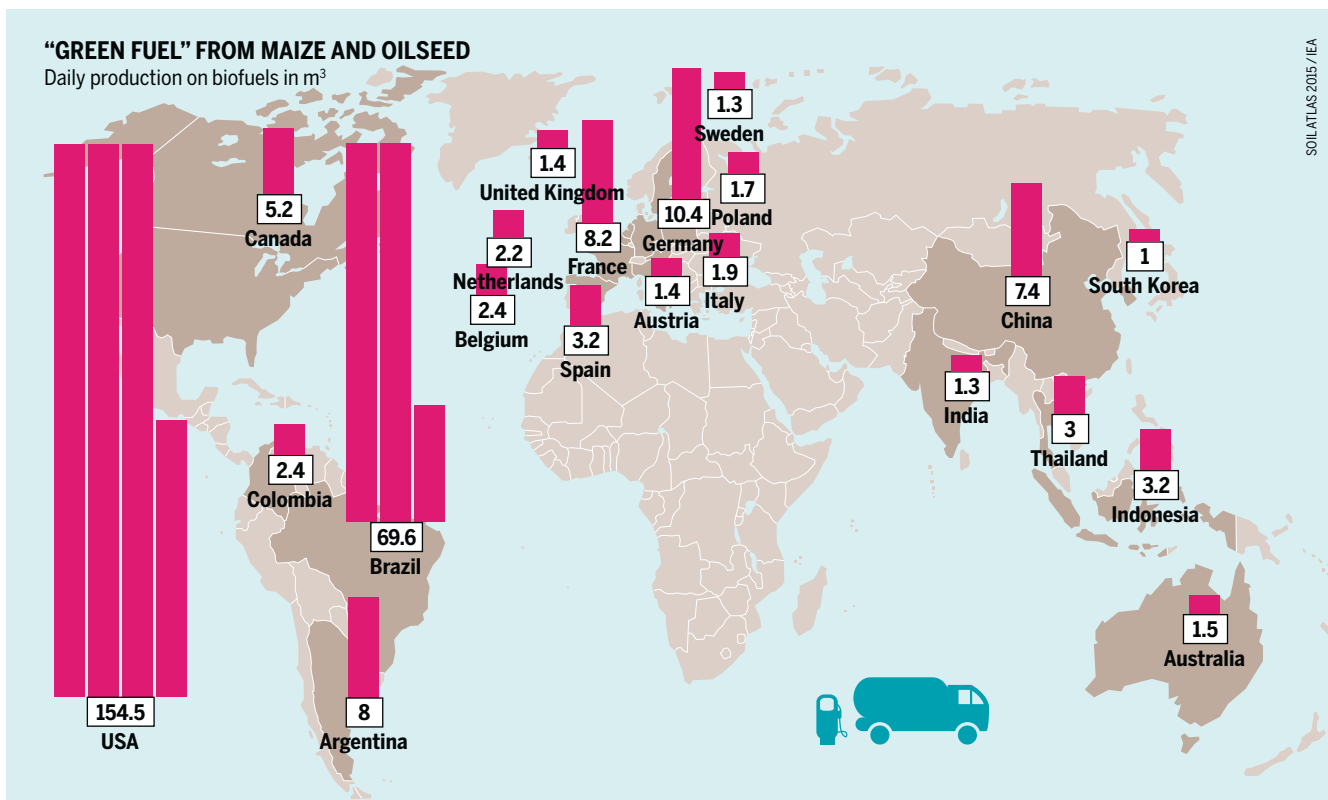 “GREEN FUEL” FROM MAIZE AND OILSEED
Daily production on biofuels in m³
SOIL ATLAS 2015 / IEA
154.5
USA
5.2
Canada
2.4
Colombia
69.6
Brazil
8
Argentina
1.4
United Kingdom
2.2
Netherlands
2.4
Belgium
8.2
France
3.2
Spain
10.4
Germany
1.3
Sweden
1.7
Poland
1.9
Italy
1.4
Austria
7.4
China
1
South Korea
1.3
India
3
Thailand
3.2
Indonesia
1.5
Australia